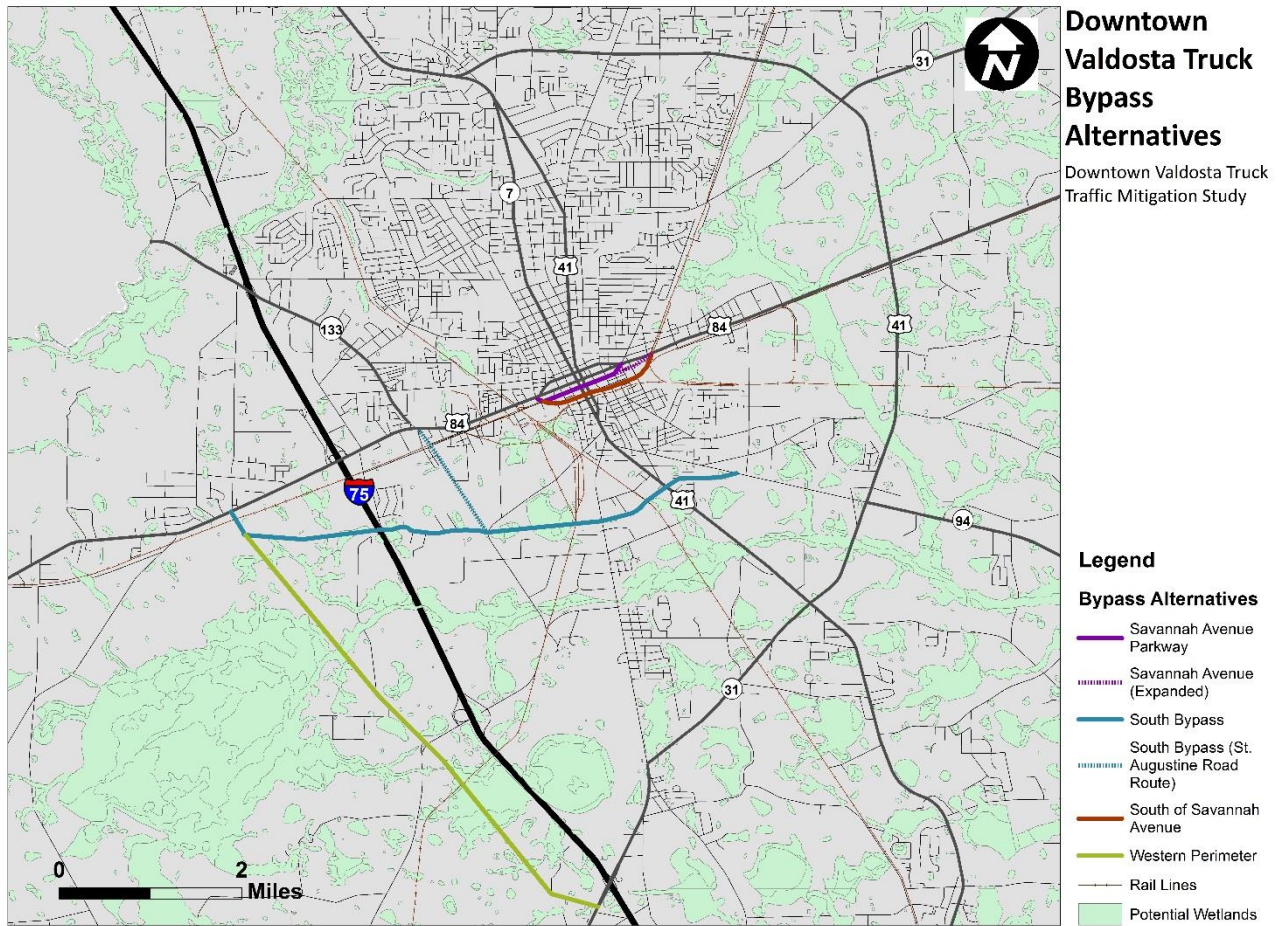 Downtown
Valdosta Truck
Bypass
Alternatives
Downtown Valdosta Truck
Traffic Mitigation Study
N
31
7
41
133
84
41
84
75
41
94
31
0 2
Miles
Legend
Bypass Alternatives
Savannah Avenue
Parkway
Savannah Avenue
(Expanded)
South Bypass
South Bypass (St.
Augustine Road
Route)
South of Savannah
Avenue
Western Perimeter
Rail Lines
Potential Wetlands